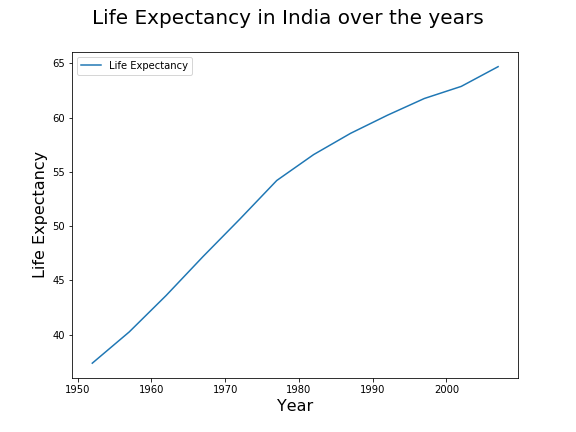 Life Expectancy in India over the years
Life Expectancy
Life Expectancy
65
60
55
50
45
40
1950 1960 1970 1980 1990 2000
Year